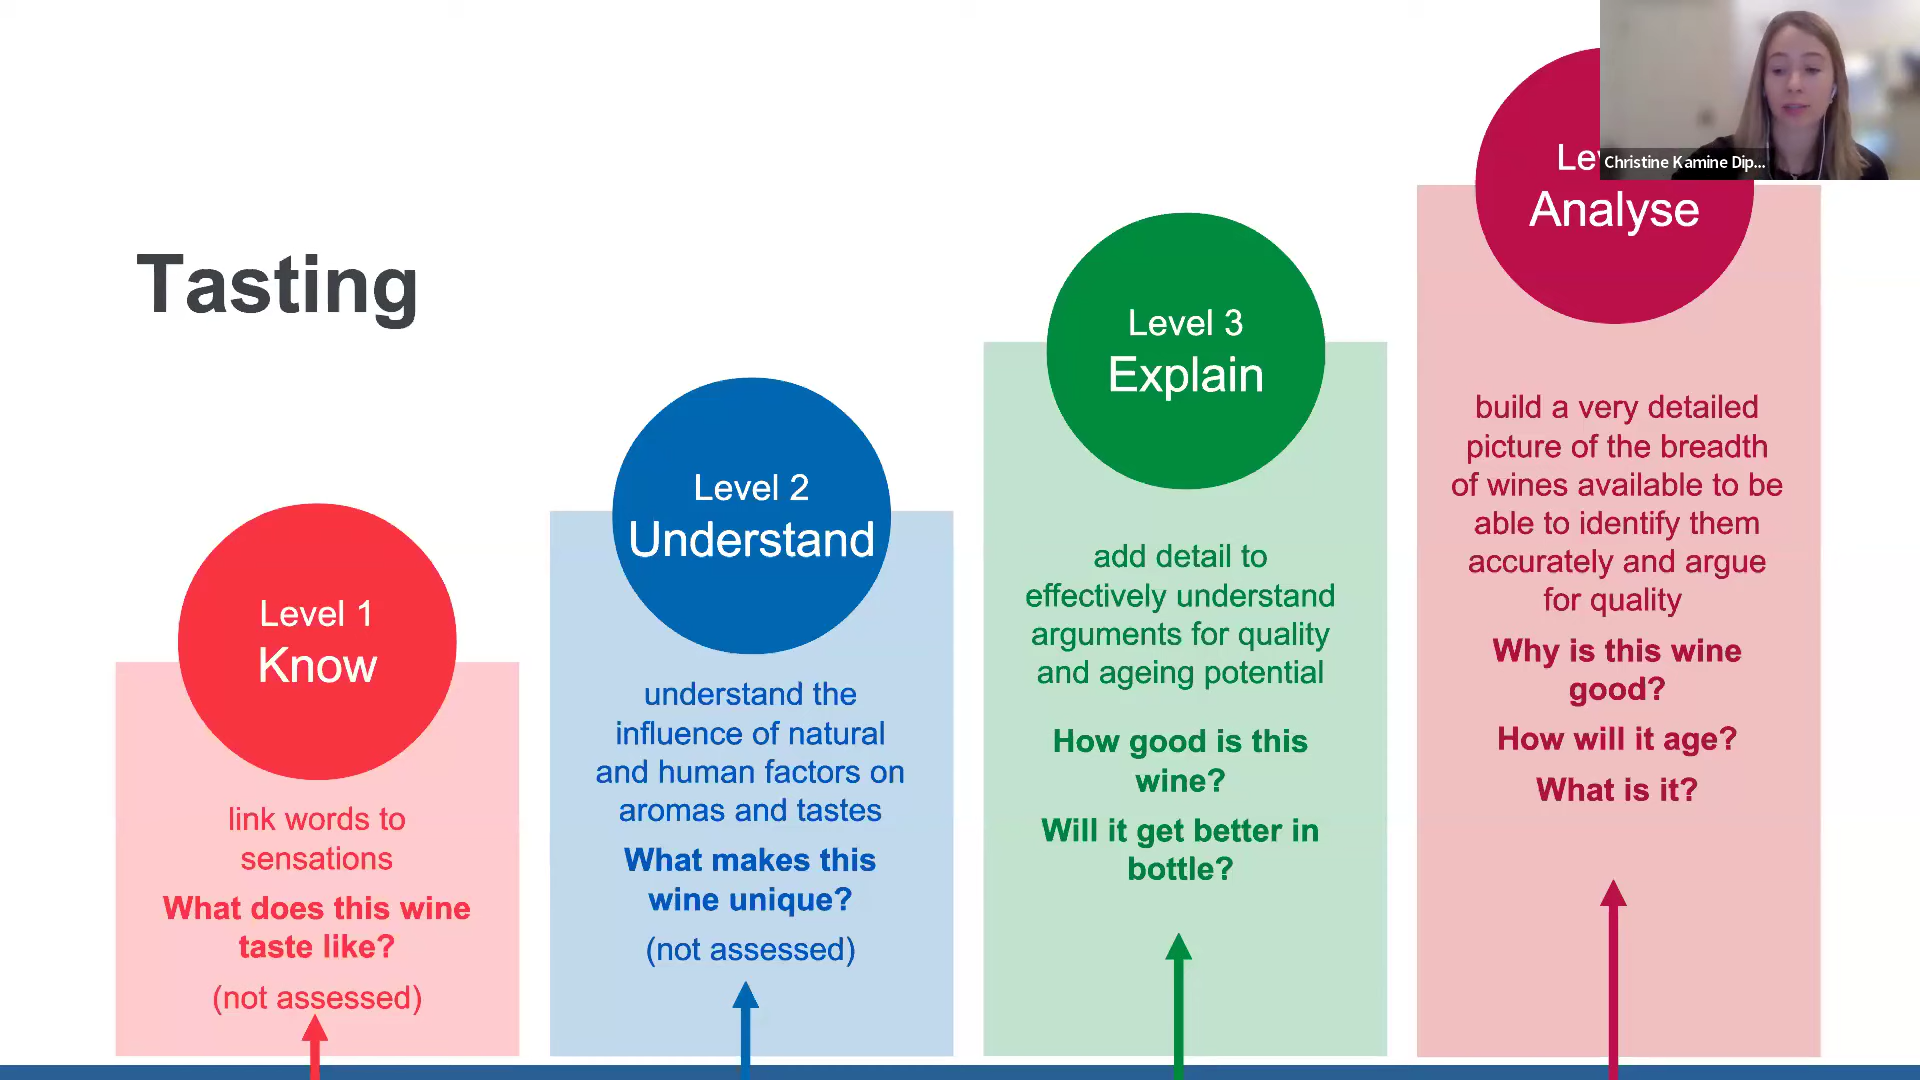 Tasting
Level 1
Know
link words to
sensations
What does this wine
taste like?
(not assessed)
Level 2
Understand
understand the
influence of natural
and human factors on
aromas and tastes
What makes this
wine unique?
(not assessed)
Level 3
Explain
add detail to
effectively understand
arguments for quality
and ageing potential
How good is this
wine?
Will it get better in
bottle?
Analyse
build a very detailed
picture of the breadth
of wines available to be
able to identify them
accurately and argue
for quality
Why is this wine
good?
How will it age?
What is it?
Christine Kamine Dip...